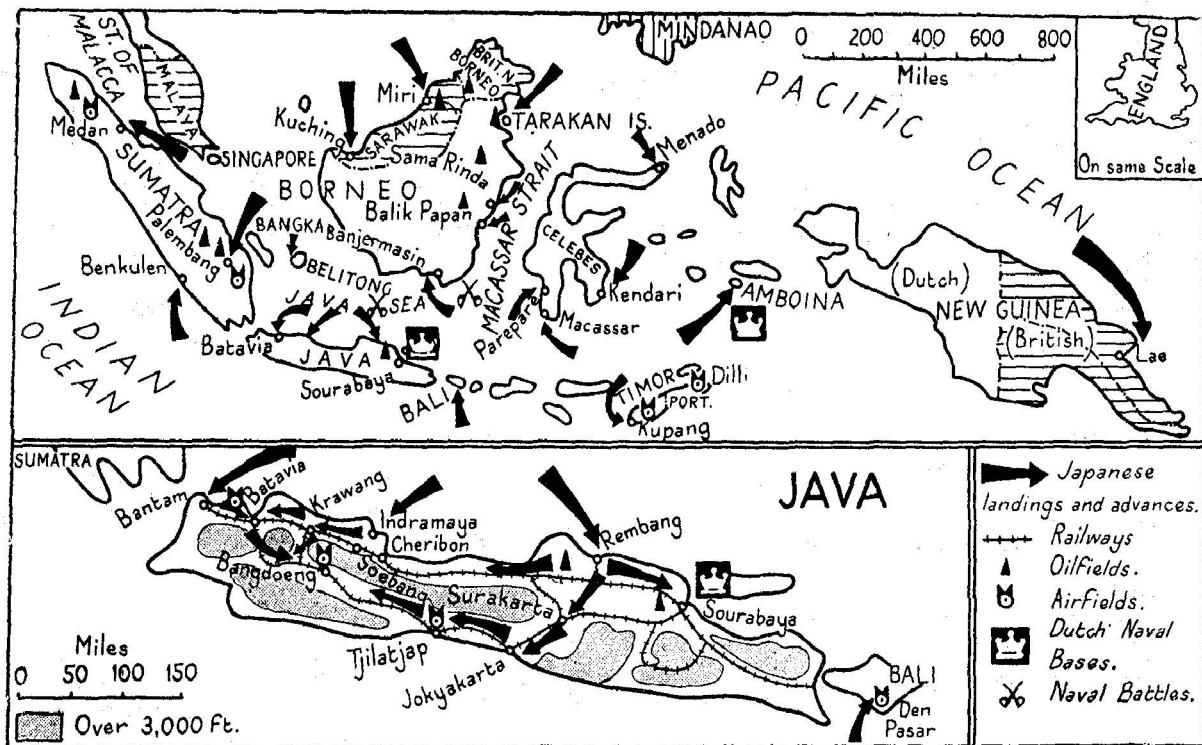 ST. OF
MALACCA
MALAYA
Medan
SUMATRA
SINGAPORE
Palembang
Benkulen
INDIAN
OCEAN
Kuching
Miri
SARAWAK
BRIT. N.
BORNEO
TARAKAN IS.
Sama Rinda
BORNEO
Balik Papan
BANGKA
Banjermasin
BELITONG
JAVA SEA
Batavia
JAVA
Sourabaya
BALI
MACASSAR STRAIT
MINDANAO
Menado
CELEBES
Kendari
Parepare
Macassar
AMBOINA
TIMOR
Dilli
PORT.
Kupang
0 200 400 600 800
Miles
PACIFIC
OCEAN
ENGLAND
On same Scale
(Dutch)
NEW GUINEA
(British)
Lae
SUMATRA
JAVA
Bantam
Batavia
Krawang
Indramaya
Cheribon
Rembang
Bangdoeng
Soebang
Surakarta
Sourabaya
Tjilatjap
Jokyakarta
BALI
Den
Pasar
Miles
0 50 100 150
Over 3,000 Ft.
Japanese
landings and advances.
Railways
Oilfields.
Airfields.
Dutch Naval
Bases.
Naval Battles.